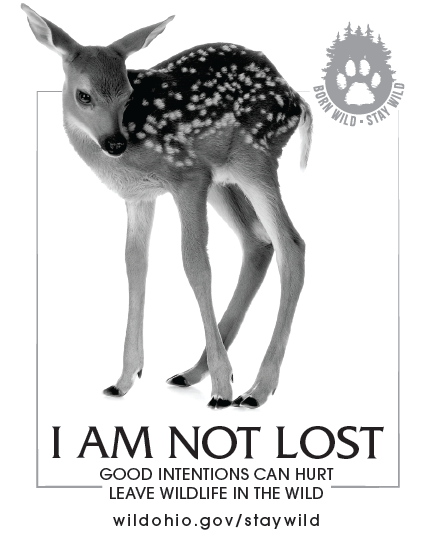 BORN WILD • STAY WILD
I AM NOT LOST
GOOD INTENTIONS CAN HURT
LEAVE WILDLIFE IN THE WILD
wildohio.gov/staywild